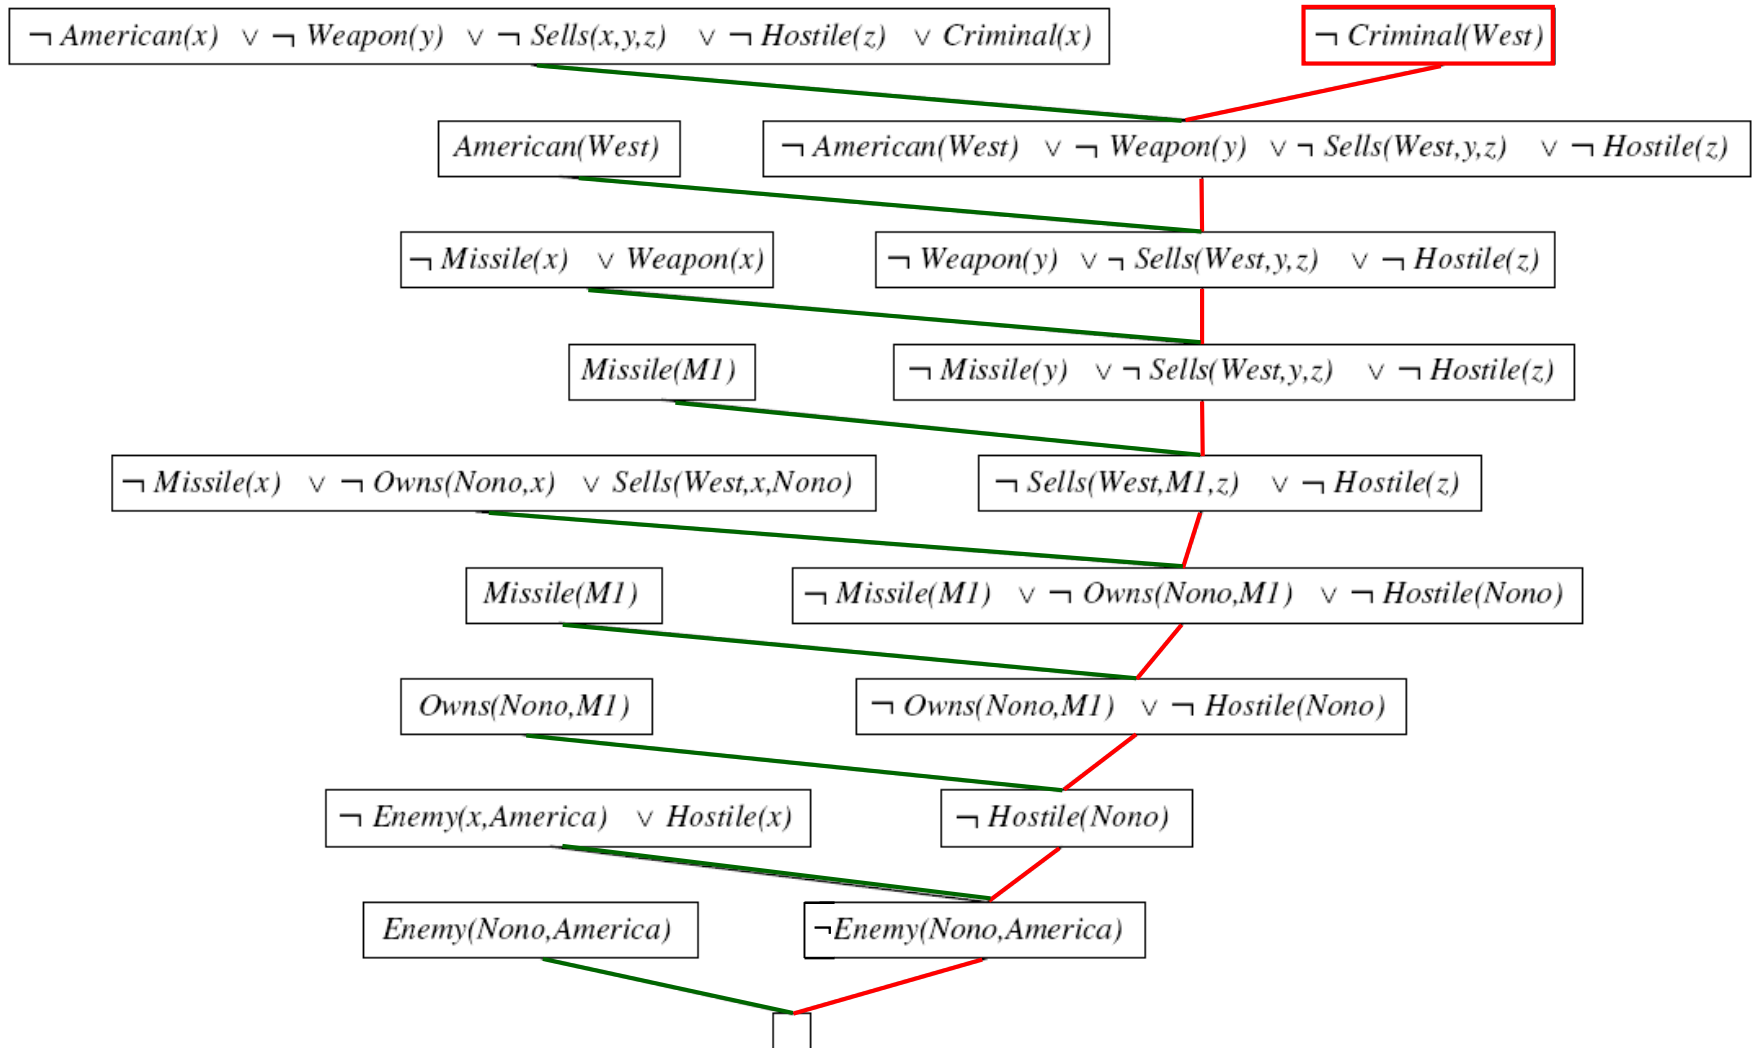 ¬ American(x) ∨ ¬ Weapon(y) ∨ ¬ Sells(x,y,z) ∨ ¬ Hostile(z) ∨ Criminal(x)
¬ Criminal(West)
American(West)
¬ American(West) ∨ ¬ Weapon(y) ∨ ¬ Sells(West,y,z) ∨ ¬ Hostile(z)
¬ Missile(x) ∨ Weapon(x)
¬ Weapon(y) ∨ ¬ Sells(West,y,z) ∨ ¬ Hostile(z)
Missile(M1)
¬ Missile(y) ∨ ¬ Sells(West,y,z) ∨ ¬ Hostile(z)
¬ Missile(x) ∨ ¬ Owns(Nono,x) ∨ Sells(West,x,Nono)
¬ Sells(West,M1,z) ∨ ¬ Hostile(z)
Missile(M1)
¬ Missile(M1) ∨ ¬ Owns(Nono,M1) ∨ ¬ Hostile(Nono)
Owns(Nono,M1)
¬ Owns(Nono,M1) ∨ ¬ Hostile(Nono)
¬ Enemy(x,America) ∨ Hostile(x)
¬ Hostile(Nono)
Enemy(Nono,America)
¬Enemy(Nono,America)